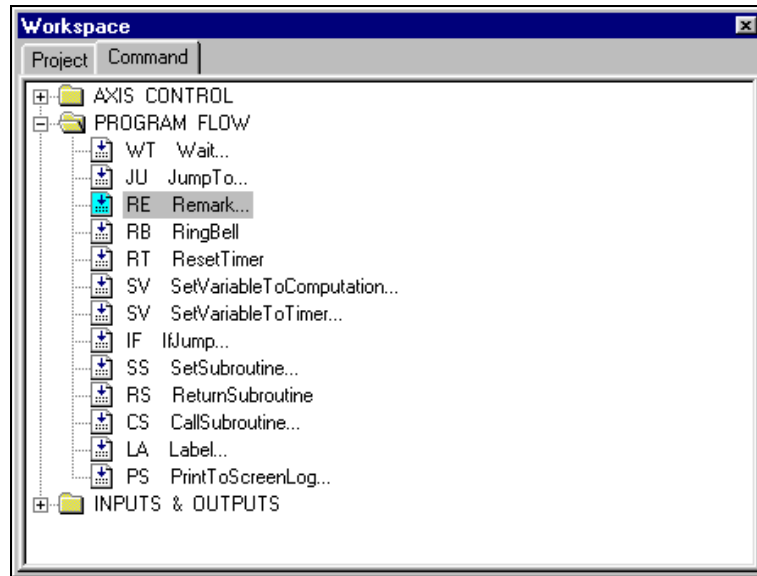 Workspace
Project Command
AXIS CONTROL
PROGRAM FLOW
WT Wait...
JU JumpTo...
RE Remark...
RB RingBell
RT ResetTimer
SV SetVariableToComputation...
SV SetVariableToTimer...
IF IfJump...
SS SetSubroutine...
RS ReturnSubroutine
CS CallSubroutine...
LA Label...
PS PrintToScreenLog...
INPUTS & OUTPUTS